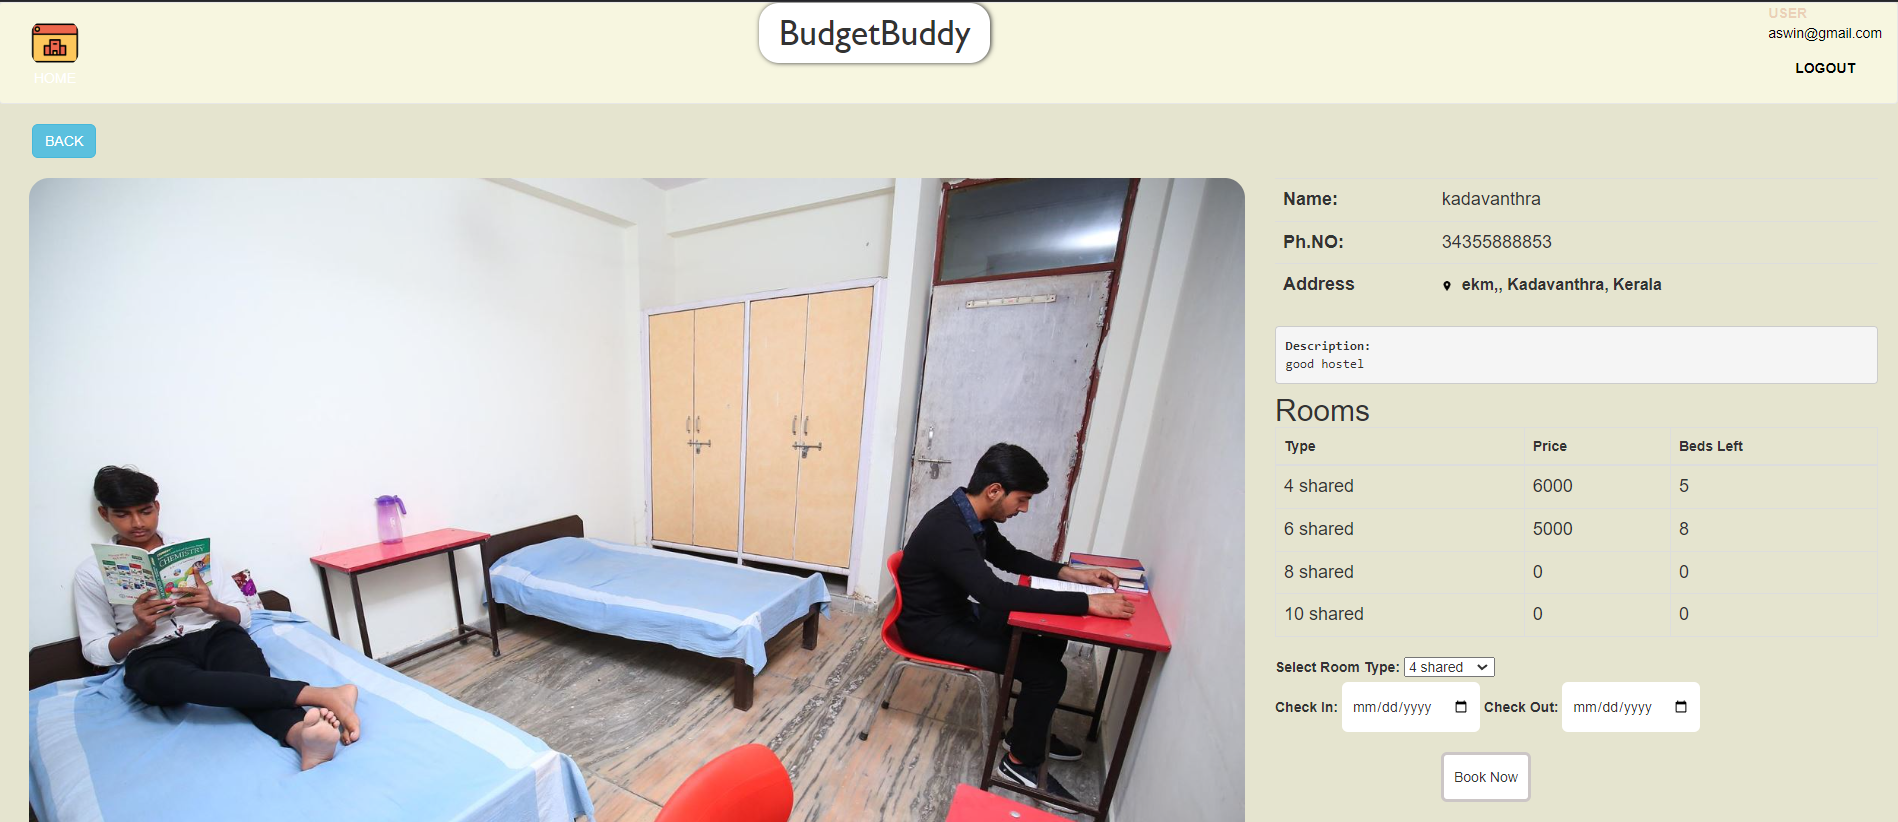 BudgetBuddy
USER
aswin@gmail.com
HOME
LOGOUT
BACK
Name: kadavanthra
Ph.NO: 34355888853
Address ekm,, Kadavanthra, Kerala
Description:
good hostel
Rooms
Type Price Beds Left
4 shared 6000 5
6 shared 5000 8
8 shared 0 0
10 shared 0 0
Select Room Type: 4 shared
Check In: mm/dd/yyyy Check Out: mm/dd/yyyy
Book Now
CHEMISTRY